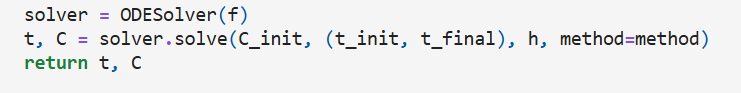 solver = ODESolver(f)
t, C = solver.solve(C_init, (t_init, t_final), h, method=method)
return t, C